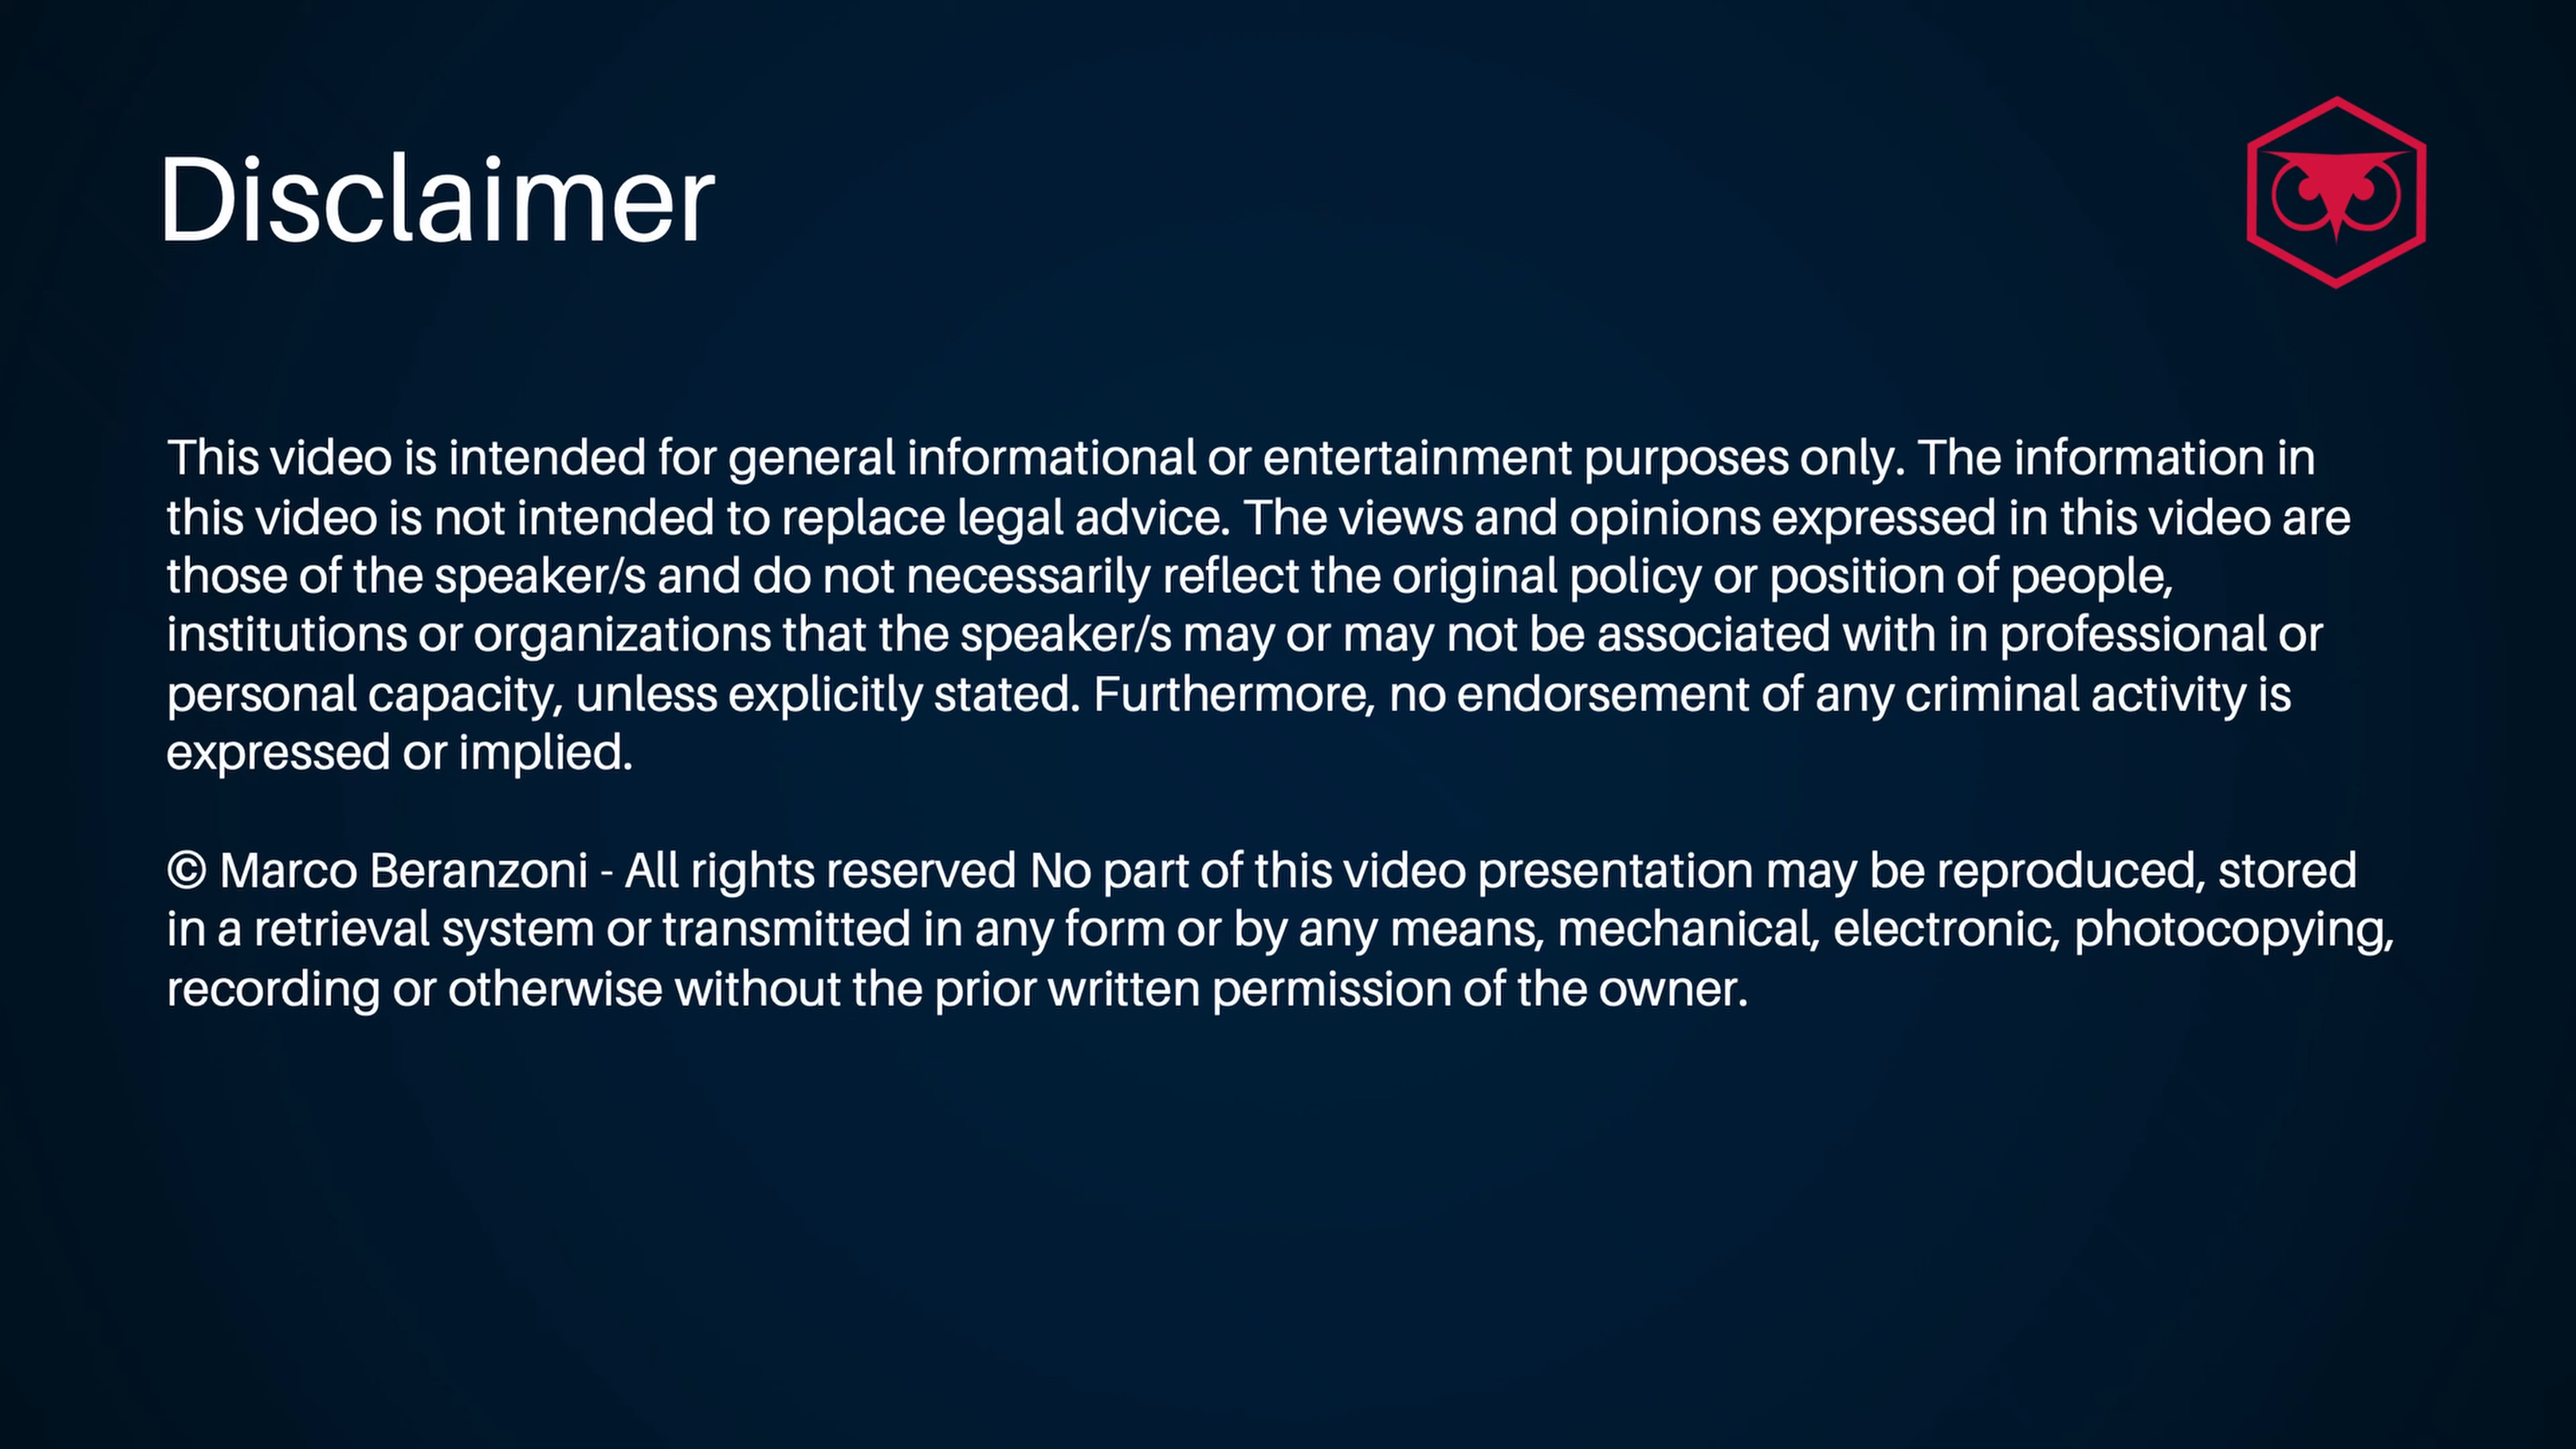 Disclaimer
This video is intended for general informational or entertainment purposes only. The information in
this video is not intended to replace legal advice. The views and opinions expressed in this video are
those of the speaker/s and do not necessarily reflect the original policy or position of people,
institutions or organizations that the speaker/s may or may not be associated with in professional or
personal capacity, unless explicitly stated. Furthermore, no endorsement of any criminal activity is
expressed or implied.
© Marco Beranzoni - All rights reserved No part of this video presentation may be reproduced, stored
in a retrieval system or transmitted in any form or by any means, mechanical, electronic, photocopying,
recording or otherwise without the prior written permission of the owner.